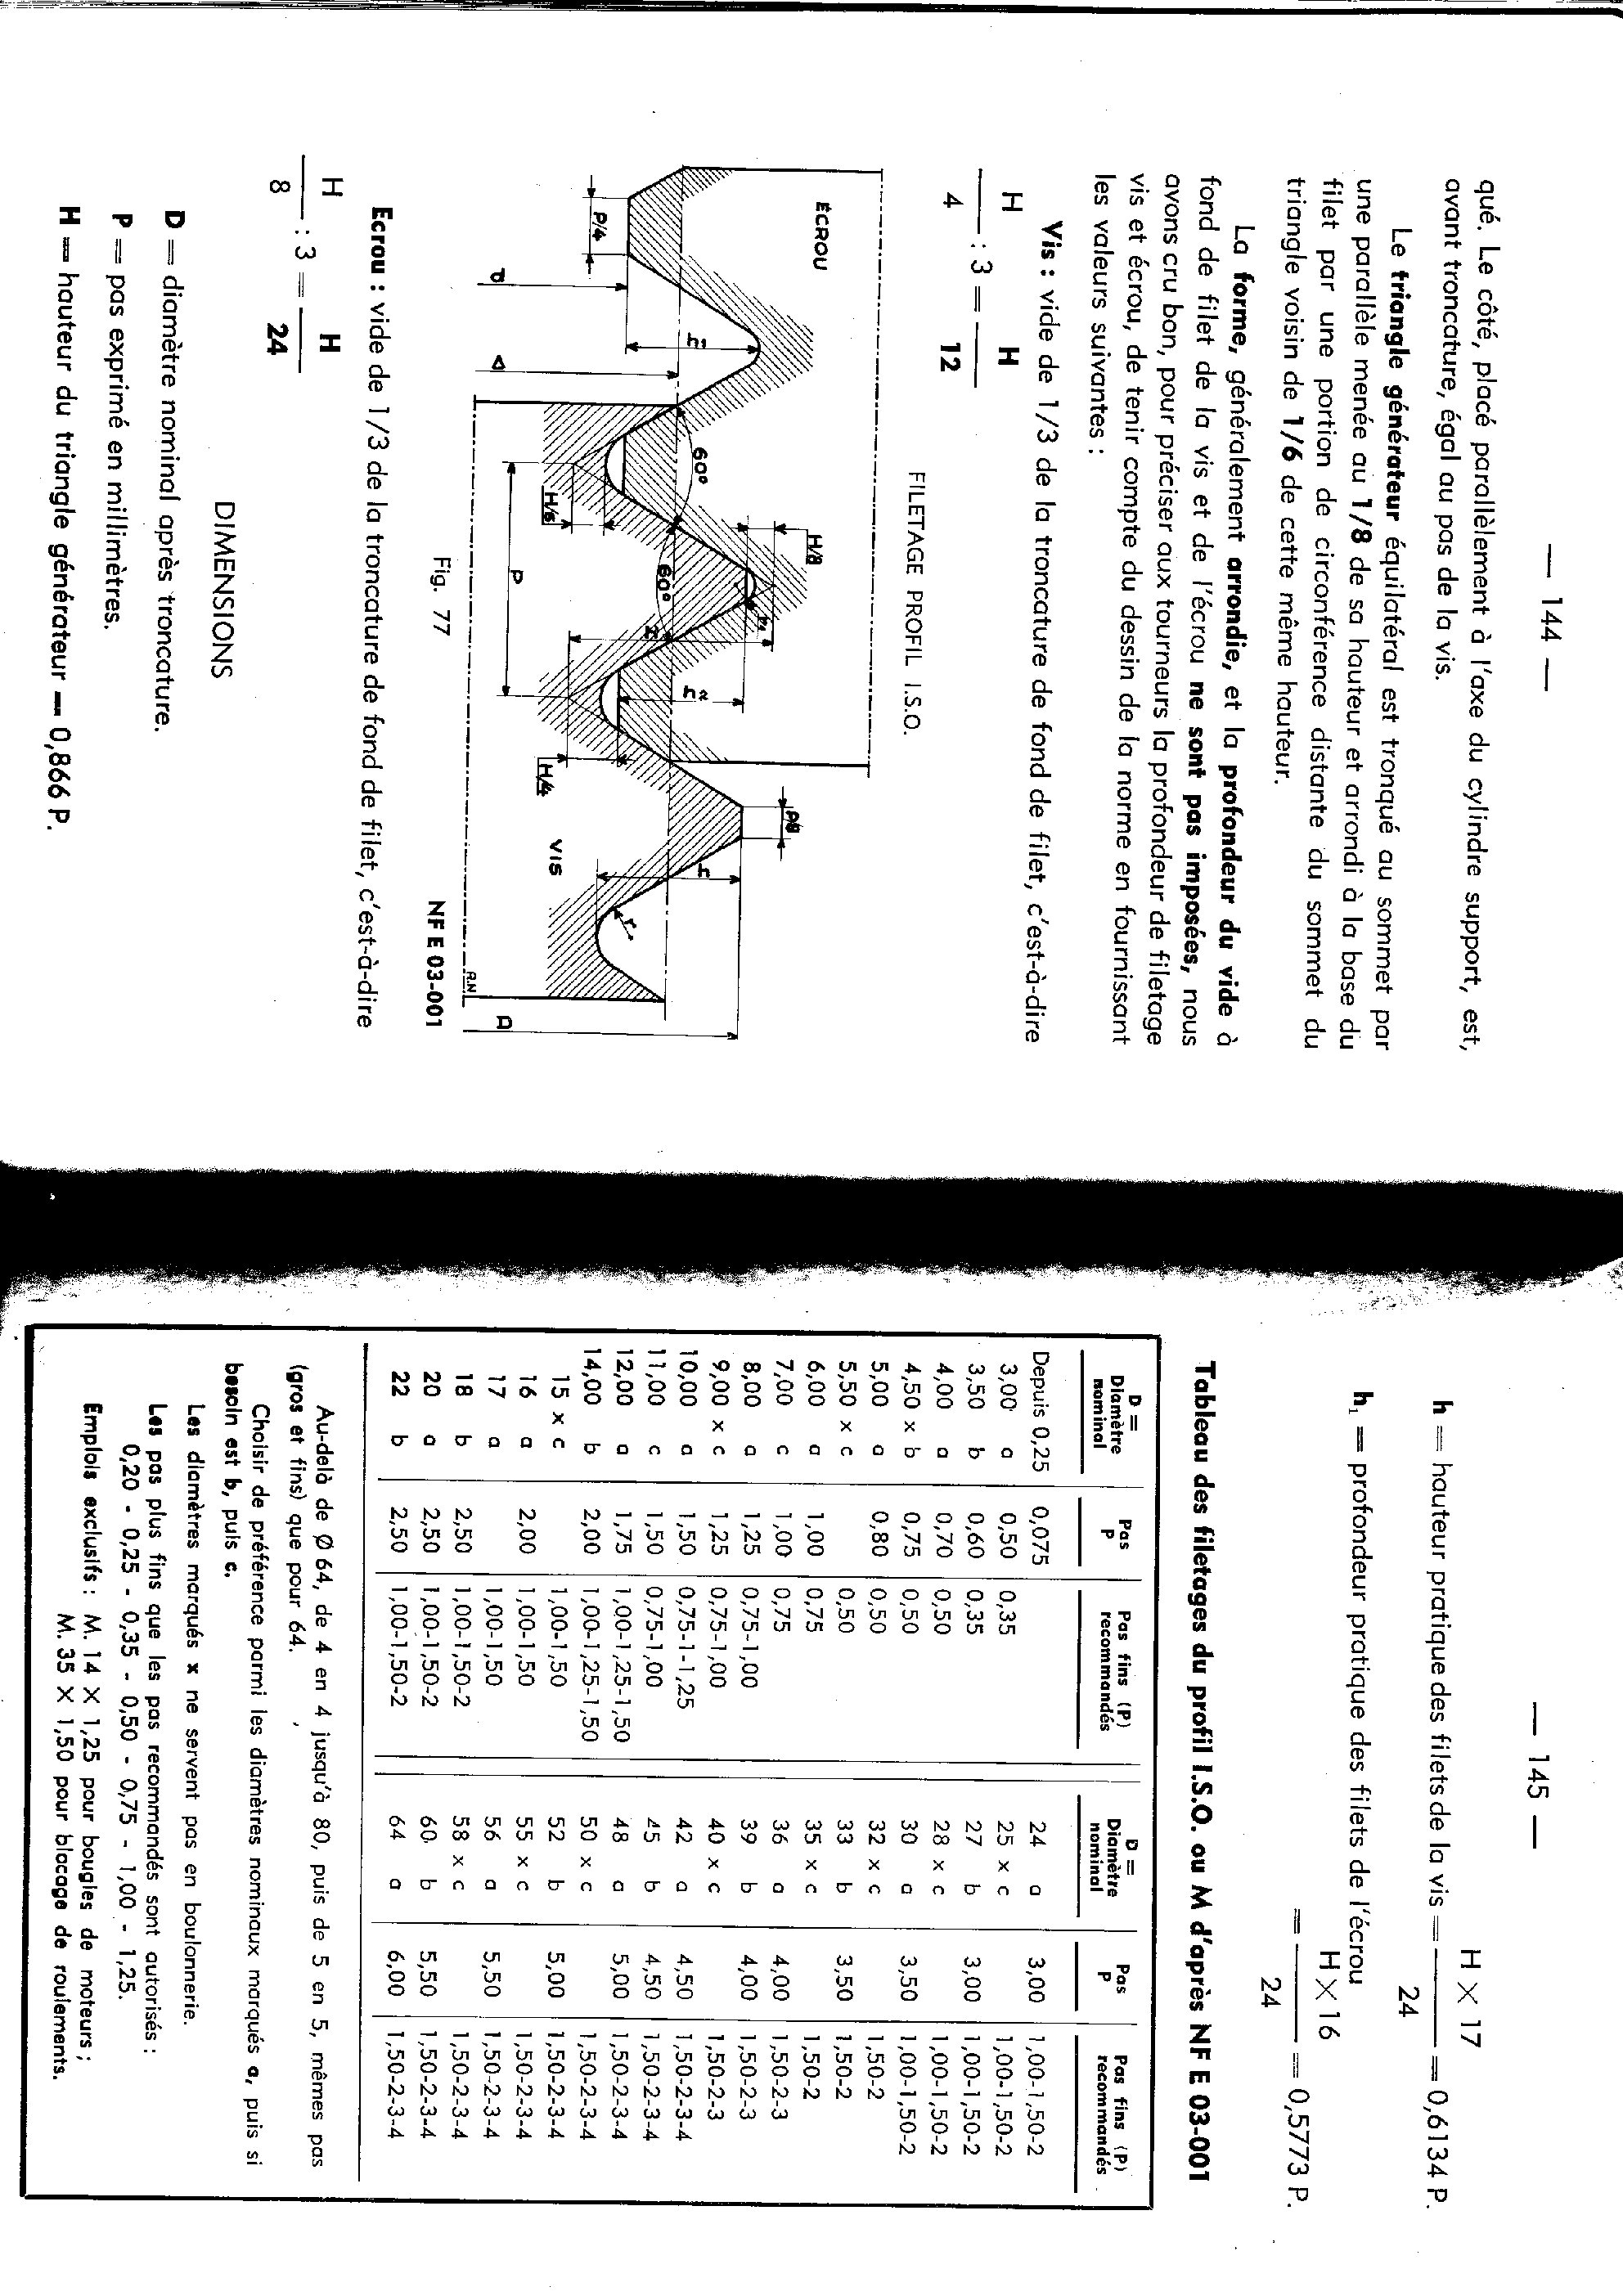 — 144 —
qué. Le côté, placé parallèlement à l'axe du cylindre support, est,
avant troncature, égal au pas de la vis.
Le triangle générateur équilatéral est tronqué au sommet par
une parallèle menée au 1/8 de sa hauteur et arrondi à la base du
filet par une portion de circonférence distante du sommet du
triangle voisin de 1/6 de cette même hauteur.
La forme, généralement arrondie, et la profondeur du vide à
fond de filet de la vis et de l'écrou ne sont pas imposées, nous
avons cru bon, pour préciser aux tourneurs la profondeur de filetage
vis et écrou, de tenir compte du dessin de la norme en fournissant
les valeurs suivantes :
Vis : vide de 1/3 de la troncature de fond de filet, c'est-à-dire
H/4 : 3 = H/12
FILETAGE PROFIL I.S.O.
ÉCROU
P/4
d
h1
Δ
60°
H/6
H/8
60°
P
h2
H/4
P/8
VIS
h
r
R.N
D
Fig. 77
NF E 03-001
Ecrou : vide de 1/3 de la troncature de fond de filet, c'est-à-dire
H/8 : 3 = H/24
DIMENSIONS
D = diamètre nominal après troncature.
P = pas exprimé en millimètres.
H = hauteur du triangle générateur = 0,866 P.
— 145 —
h = hauteur pratique des filets de la vis = H × 17/24 = 0,6134 P.
h₁ = profondeur pratique des filets de l'écrou
= H × 16/24 = 0,5773 P.
Tableau des filetages du profil I.S.O. ou M d'après NF E 03-001
D = Diamètre nominal | Pas P | Pas fins (P) recommandés | D = Diamètre nominal | Pas P | Pas fins (P) recommandés
Depuis 0,25 0,075 | 24 a 3,00 1,00-1,50-2
3,00 a 0,50 0,35 | 25 x c 1,00-1,50-2
3,50 b 0,60 0,35 | 27 b 3,00 1,00-1,50-2
4,00 a 0,70 0,50 | 28 x c 1,00-1,50-2
4,50 x b 0,75 0,50 | 30 a 3,50 1,00-1,50-2
5,00 a 0,80 0,50 | 32 x c 1,50-2
5,50 x c 0,50 | 33 b 3,50 1,50-2
6,00 a 1,00 0,75 | 35 x c 1,50-2
7,00 c 1,00 0,75 | 36 a 4,00 1,50-2-3
8,00 a 1,25 0,75-1,00 | 39 b 4,00 1,50-2-3
9,00 x c 1,25 0,75-1,00 | 40 x c 1,50-2-3
10,00 a 1,50 0,75-1-1,25 | 42 a 4,50 1,50-2-3-4
11,00 c 1,50 0,75-1,00 | 45 b 4,50 1,50-2-3-4
12,00 a 1,75 1,00-1,25-1,50 | 48 a 5,00 1,50-2-3-4
14,00 b 2,00 1,00-1,25-1,50 | 50 x c 1,50-2-3-4
15 x c 1,00-1,50 | 52 b 5,00 1,50-2-3-4
16 a 2,00 1,00-1,50 | 55 x c 1,50-2-3-4
17 a 1,00-1,50 | 56 a 5,50 1,50-2-3-4
18 b 2,50 1,00-1,50-2 | 58 x c 1,50-2-3-4
20 a 2,50 1,00-1,50-2 | 60 b 5,50 1,50-2-3-4
22 b 2,50 1,00-1,50-2 | 64 a 6,00 1,50-2-3-4
Au-delà de Ø 64, de 4 en 4 jusqu'à 80, puis de 5 en 5, mêmes pas
(gros et fins) que pour 64.
Choisir de préférence parmi les diamètres nominaux marqués a, puis si
besoin est b, puis c.
Les diamètres marqués x ne servent pas en boulonnerie.
Les pas plus fins que les pas recommandés sont autorisés :
0,20 - 0,25 - 0,35 - 0,50 - 0,75 - 1,00 - 1,25.
Emplois exclusifs : M. 14 × 1,25 pour bougies de moteurs ;
M. 35 × 1,50 pour blocage de roulements.